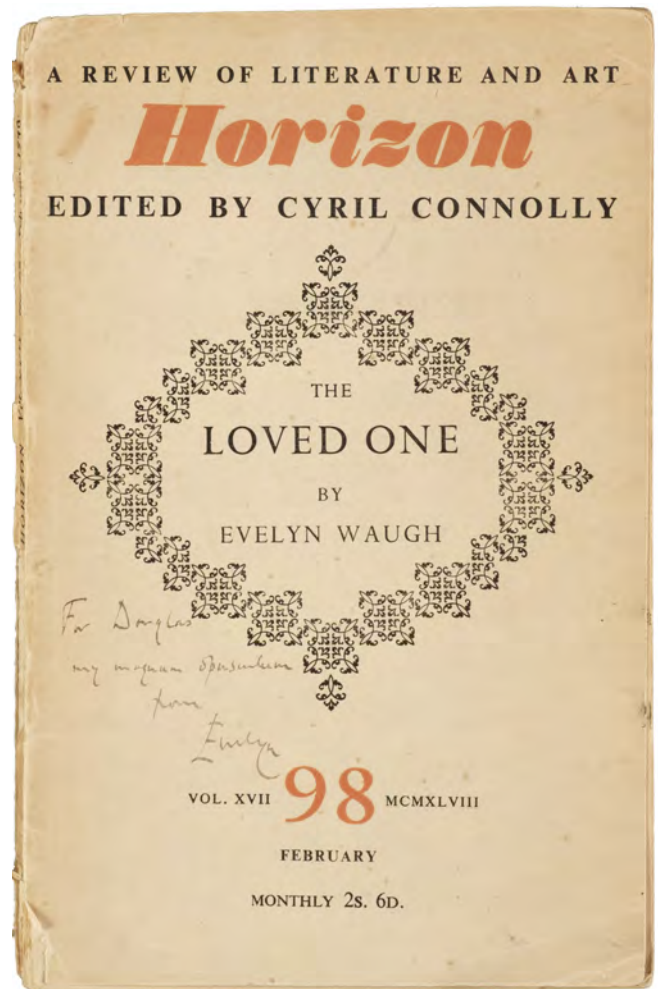 A REVIEW OF LITERATURE AND ART
Horizon
EDITED BY CYRIL CONNOLLY
THE
LOVED ONE
BY
EVELYN WAUGH
For Douglas
my magnum opusculum
from
Evelyn
VOL. XVII 98 MCMXLVIII
FEBRUARY
MONTHLY 2s. 6D.